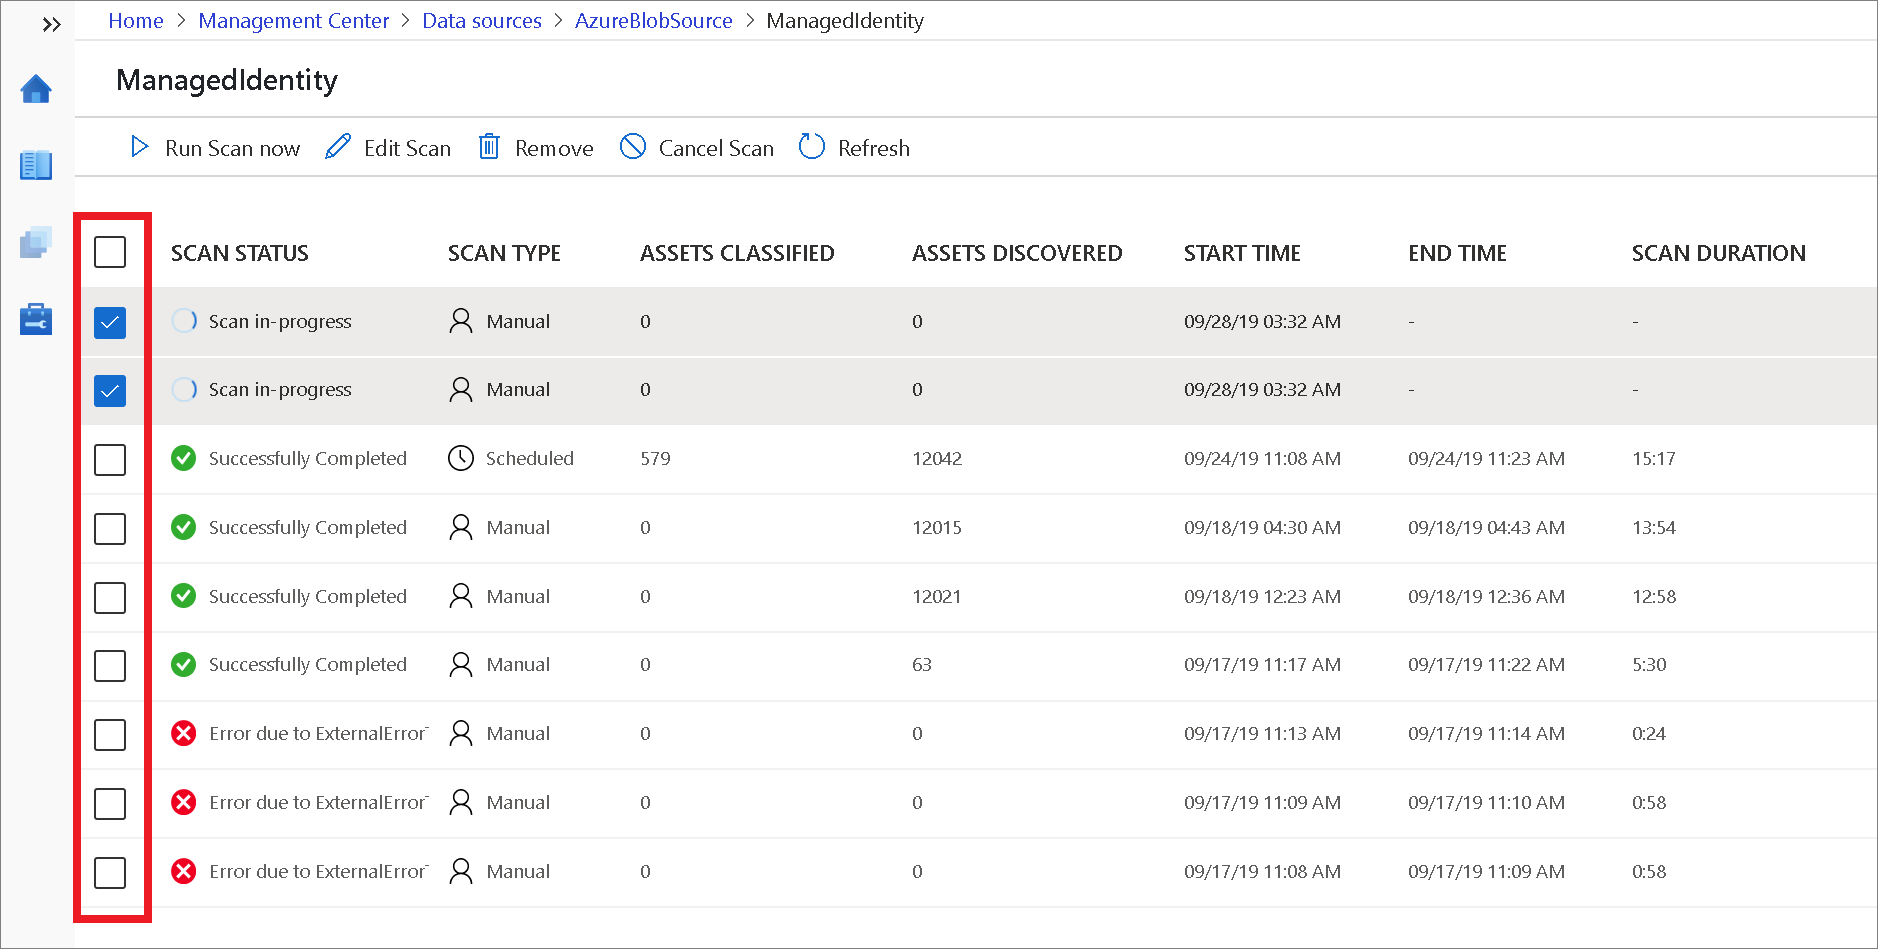 Home > Management Center > Data sources > AzureBlobSource > ManagedIdentity
ManagedIdentity
Run Scan now Edit Scan Remove Cancel Scan Refresh
SCAN STATUS SCAN TYPE ASSETS CLASSIFIED ASSETS DISCOVERED START TIME END TIME SCAN DURATION
Scan in-progress Manual 0 0 09/28/19 03:32 AM - -
Scan in-progress Manual 0 0 09/28/19 03:32 AM - -
Successfully Completed Scheduled 579 12042 09/24/19 11:08 AM 09/24/19 11:23 AM 15:17
Successfully Completed Manual 0 12015 09/18/19 04:30 AM 09/18/19 04:43 AM 13:54
Successfully Completed Manual 0 12021 09/18/19 12:23 AM 09/18/19 12:36 AM 12:58
Successfully Completed Manual 0 63 09/17/19 11:17 AM 09/17/19 11:22 AM 5:30
Error due to ExternalError Manual 0 0 09/17/19 11:13 AM 09/17/19 11:14 AM 0:24
Error due to ExternalError Manual 0 0 09/17/19 11:09 AM 09/17/19 11:10 AM 0:58
Error due to ExternalError Manual 0 0 09/17/19 11:08 AM 09/17/19 11:09 AM 0:58